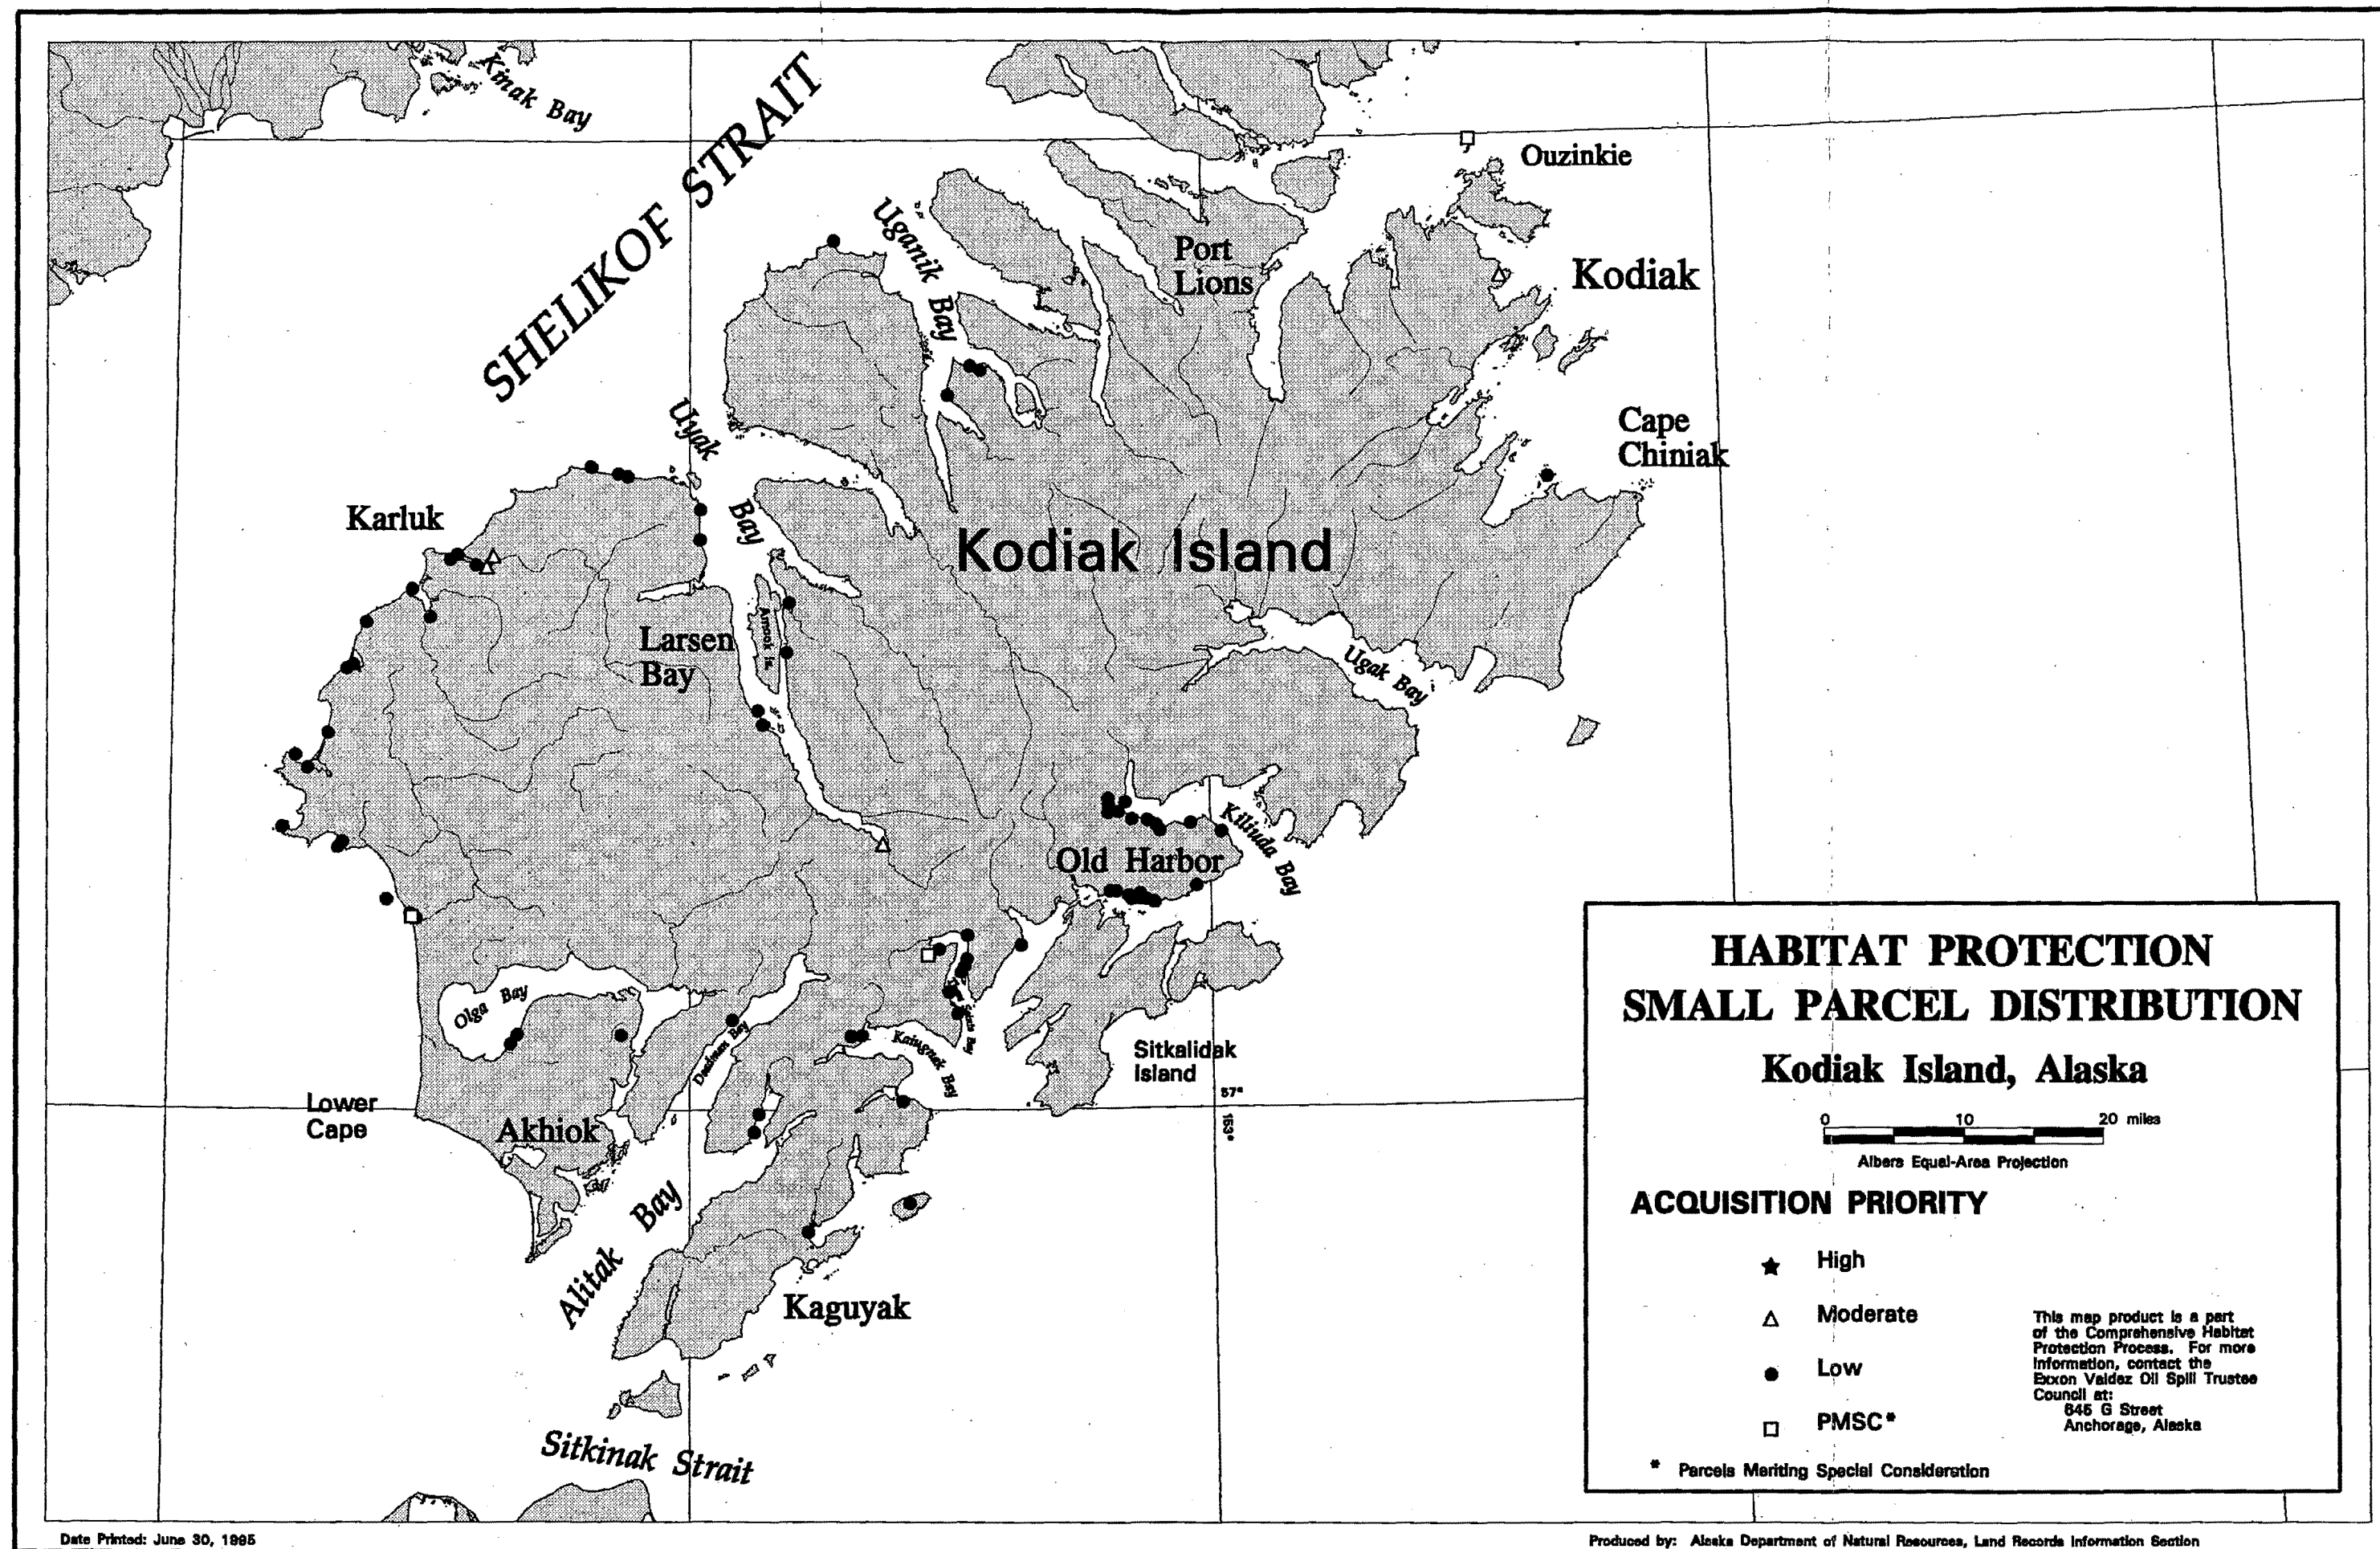 Kinak Bay
SHELIKOF STRAIT
Ouzinkie
Uganik Bay
Port
Lions
Kodiak
Uyak
Bay
Cape
Chiniak
Karluk
Kodiak Island
Larsen
Bay
Amook Is.
Ugak Bay
Kiliuda Bay
Old Harbor
Olga Bay
Deadman Bay
Kaiugnak Bay
Sitkalidak
Island
57°
153°
Lower
Cape
Akhiok
Alitak Bay
Kaguyak
Sitkinak Strait
HABITAT PROTECTION
SMALL PARCEL DISTRIBUTION
Kodiak Island, Alaska
0 10 20 miles
Albers Equal-Area Projection
ACQUISITION PRIORITY
High
Moderate
Low
PMSC*
* Parcels Meriting Special Consideration
This map product is a part
of the Comprehensive Habitat
Protection Process. For more
information, contact the
Exxon Valdez Oil Spill Trustee
Council at:
645 G Street
Anchorage, Alaska
Date Printed: June 30, 1995
Produced by: Alaska Department of Natural Resources, Land Records Information Section